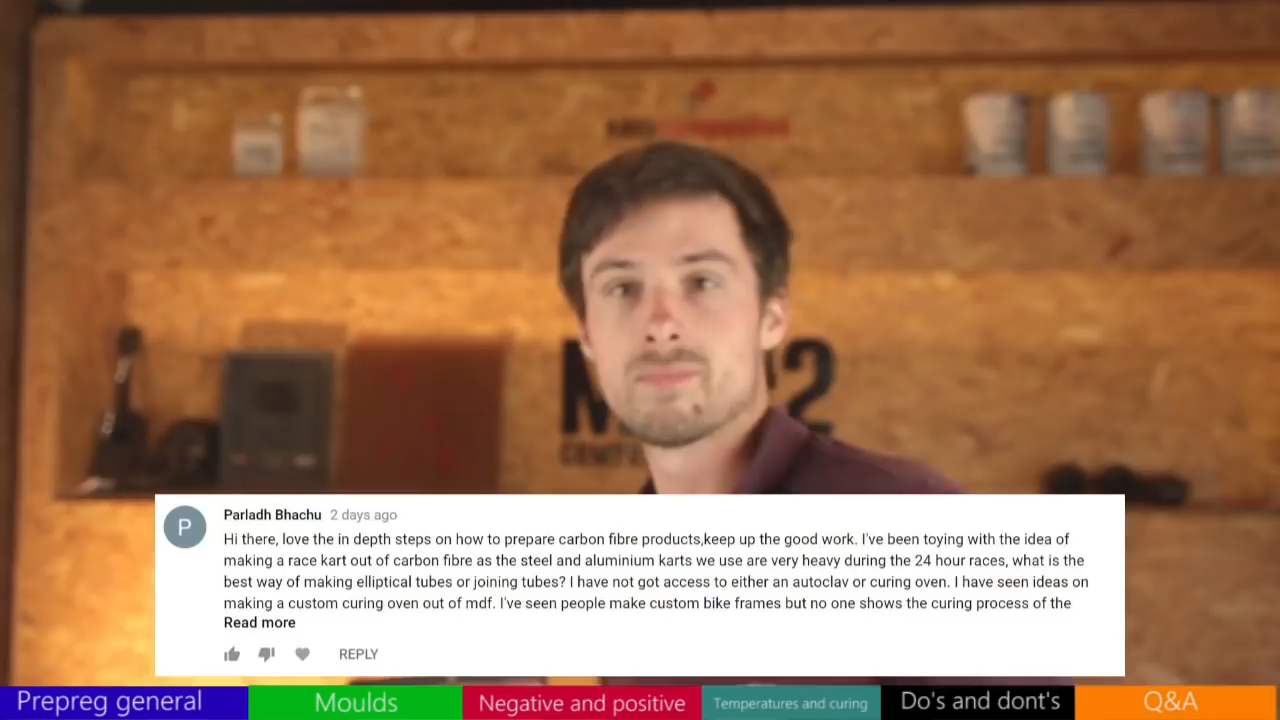 Parladh Bhachu 2 days ago
P
Hi there, love the in depth steps on how to prepare carbon fibre products,keep up the good work. I've been toying with the idea of
making a race kart out of carbon fibre as the steel and aluminium karts we use are very heavy during the 24 hour races, what is the
best way of making elliptical tubes or joining tubes? I have not got access to either an autoclav or curing oven. I have seen ideas on
making a custom curing oven out of mdf. I've seen people make custom bike frames but no one shows the curing process of the
Read more
REPLY
Prepreg general Moulds Negative and positive Temperatures and curing Do's and dont's Q&A